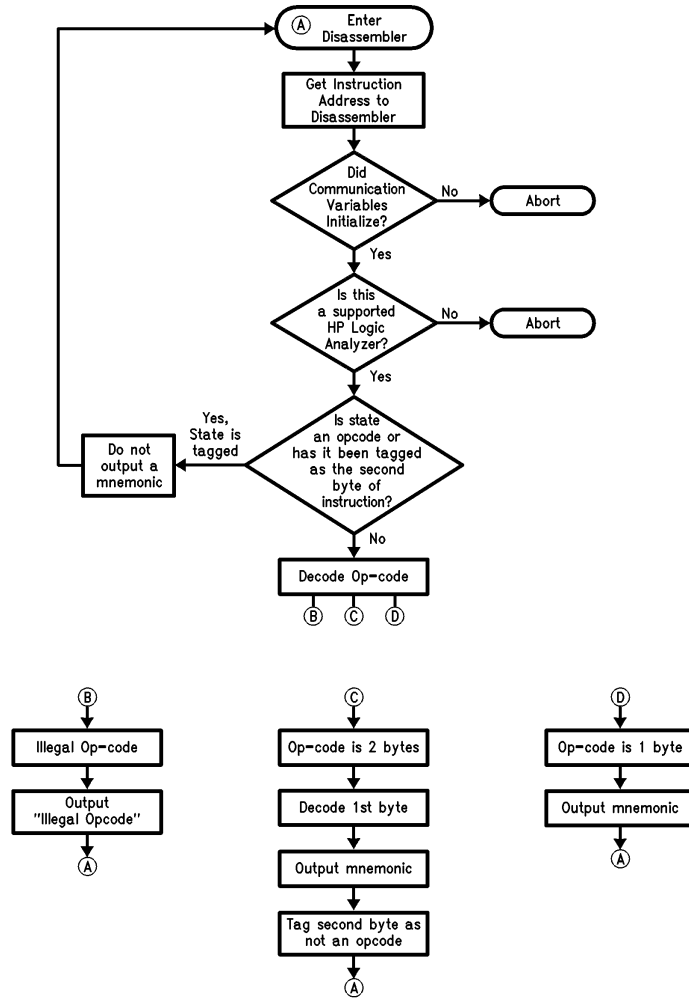 A
Enter
Disassembler
Get Instruction
Address to
Disassembler
Did
Communication
Variables
Initialize?
No
Abort
Yes
Is this
a supported
HP Logic
Analyzer?
No
Abort
Yes
Yes,
State is
tagged
Do not
output a
mnemonic
Is state
an opcode or
has it been tagged
as the second
byte of
instruction?
No
Decode Op-code
B
C
D
B
Illegal Op-code
Output
"Illegal Opcode"
A
C
Op-code is 2 bytes
Decode 1st byte
Output mnemonic
Tag second byte as
not an opcode
A
D
Op-code is 1 byte
Output mnemonic
A